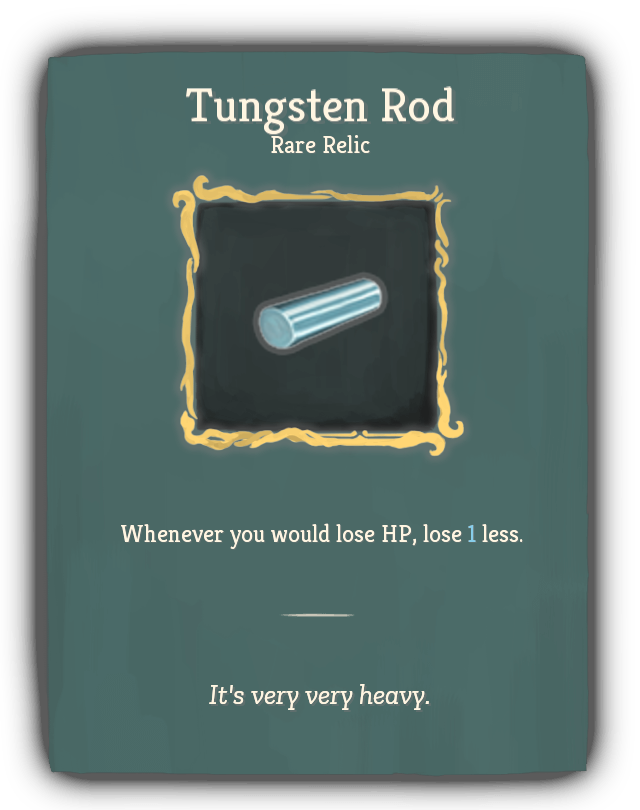 Tungsten Rod
Rare Relic
Whenever you would lose HP, lose 1 less.
It's very very heavy.